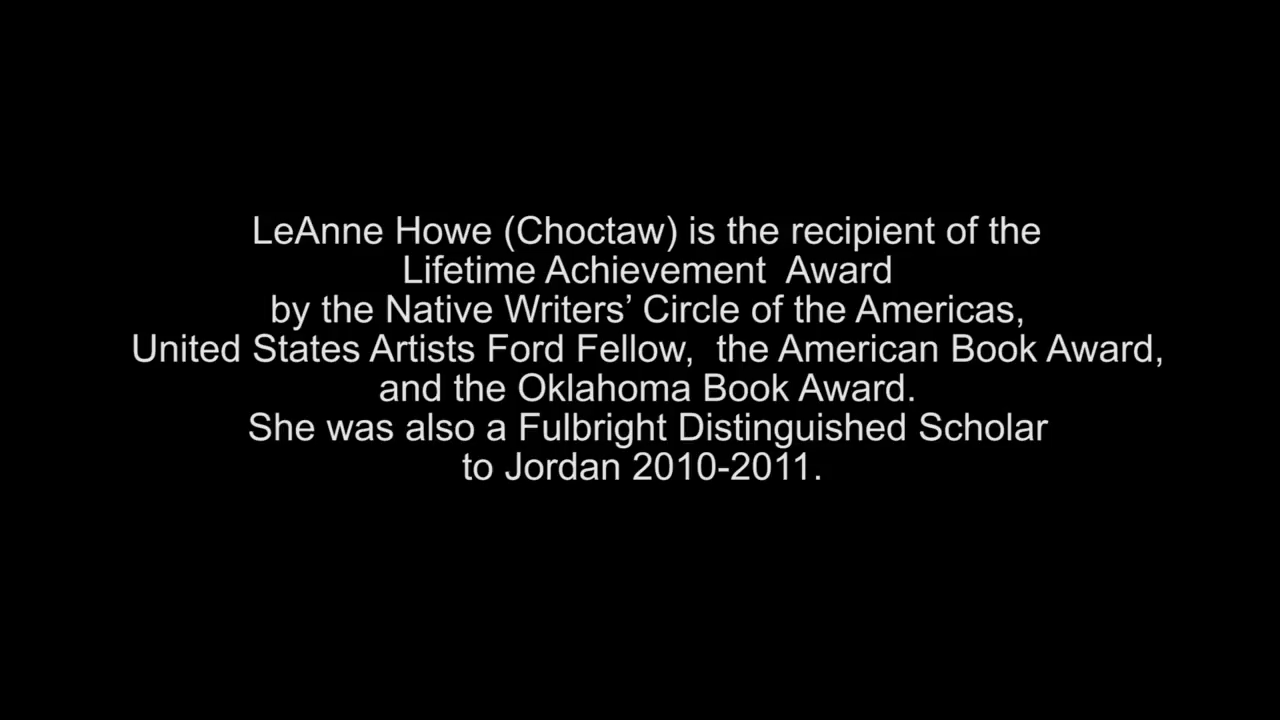 LeAnne Howe (Choctaw) is the recipient of the
Lifetime Achievement  Award
by the Native Writers’ Circle of the Americas,
United States Artists Ford Fellow,  the American Book Award,
and the Oklahoma Book Award.
She was also a Fulbright Distinguished Scholar
to Jordan 2010-2011.